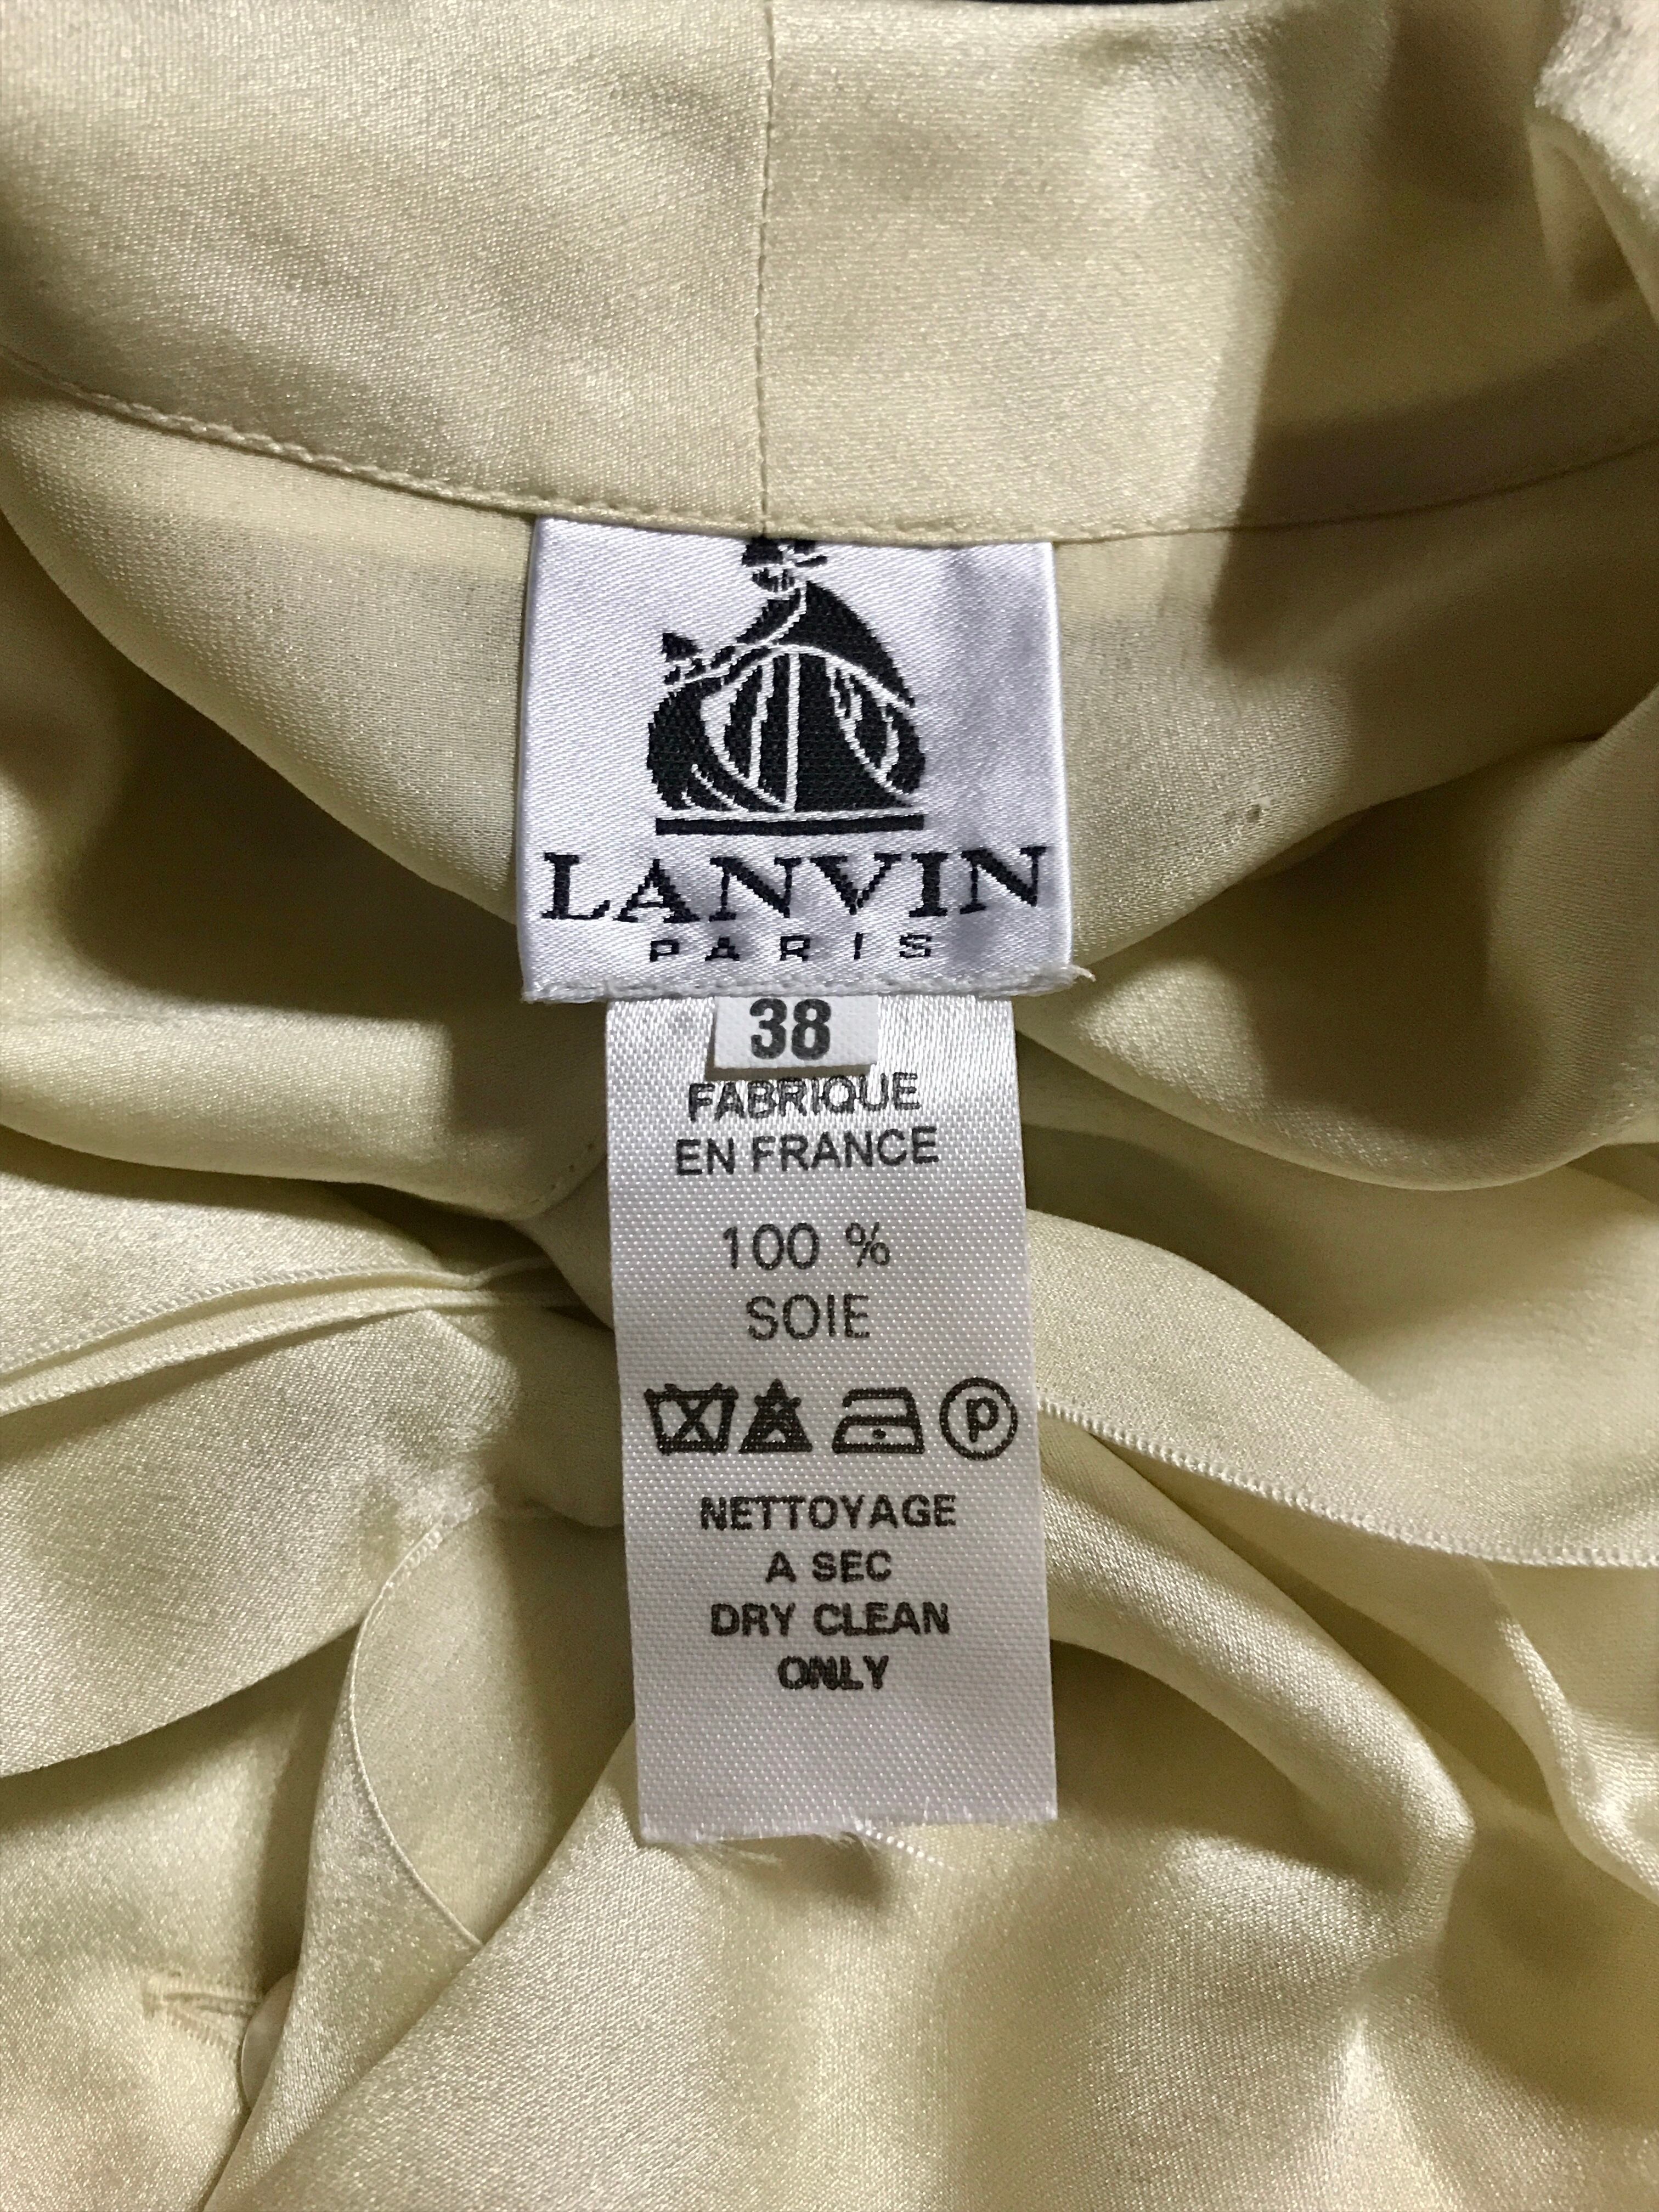 LANVIN
PARIS
38
FABRIQUE
EN FRANCE
100 %
SOIE
P
NETTOYAGE
A SEC
DRY CLEAN
ONLY